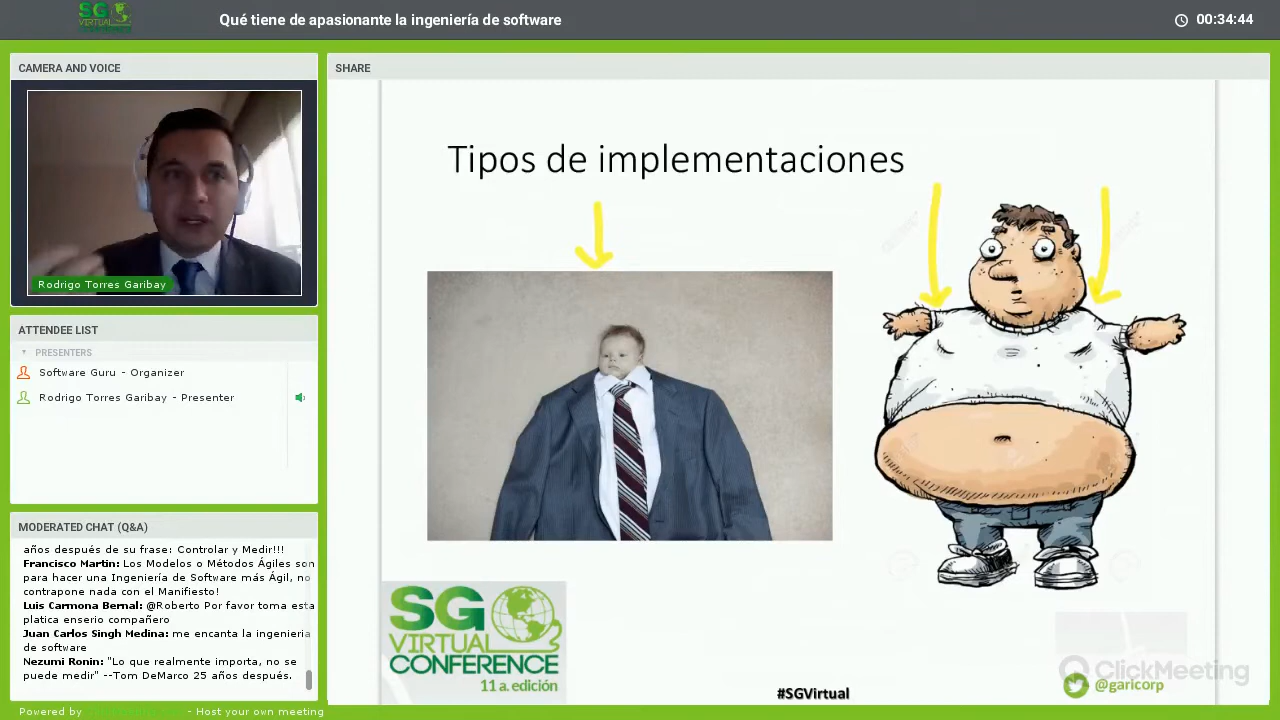 SG
VIRTUAL
Qué tiene de apasionante la ingeniería de software
00:34:44
CAMERA AND VOICE
Rodrigo Torres Garibay
ATTENDEE LIST
PRESENTERS
Software Guru - Organizer
Rodrigo Torres Garibay - Presenter
MODERATED CHAT (Q&A)
años después de su frase: Controlar y Medir!!!
Francisco Martin: Los Modelos o Métodos Ágiles son
para hacer una Ingeniería de Software más Ágil, no
contrapone nada con el Manifiesto!
Luis Carmona Bernal: @Roberto Por favor toma esta
platica enserio compañero
Juan Carlos Singh Medina: me encanta la ingenieria
de software
Nezumi Ronin: "Lo que realmente importa, no se
puede medir" --Tom DeMarco 25 años después.
Powered by - Host your own meeting
SHARE
Tipos de implementaciones
SG
VIRTUAL
CONFERENCE
11 a. edición
#SGVirtual
ClickMeeting
@garicorp